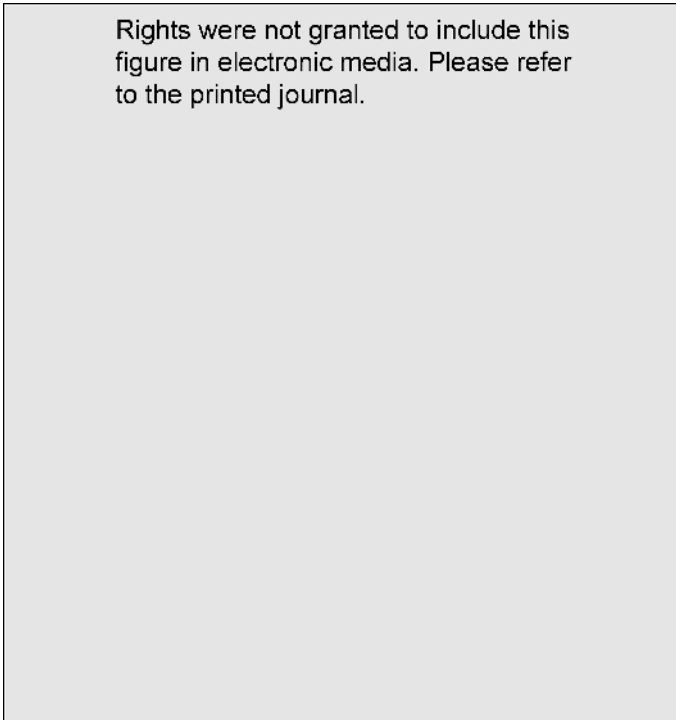 Rights were not granted to include this
figure in electronic media. Please refer
to the printed journal.